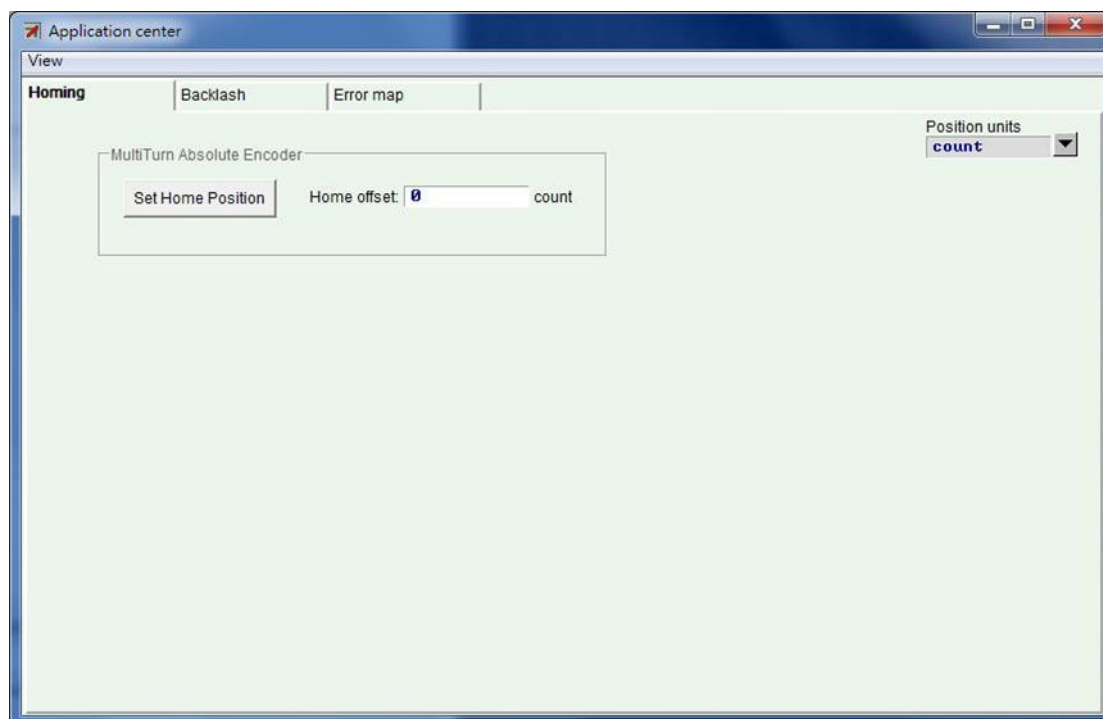 Application center
View
Homing Backlash Error map
Position units
count
MultiTurn Absolute Encoder
Set Home Position Home offset: 0 count